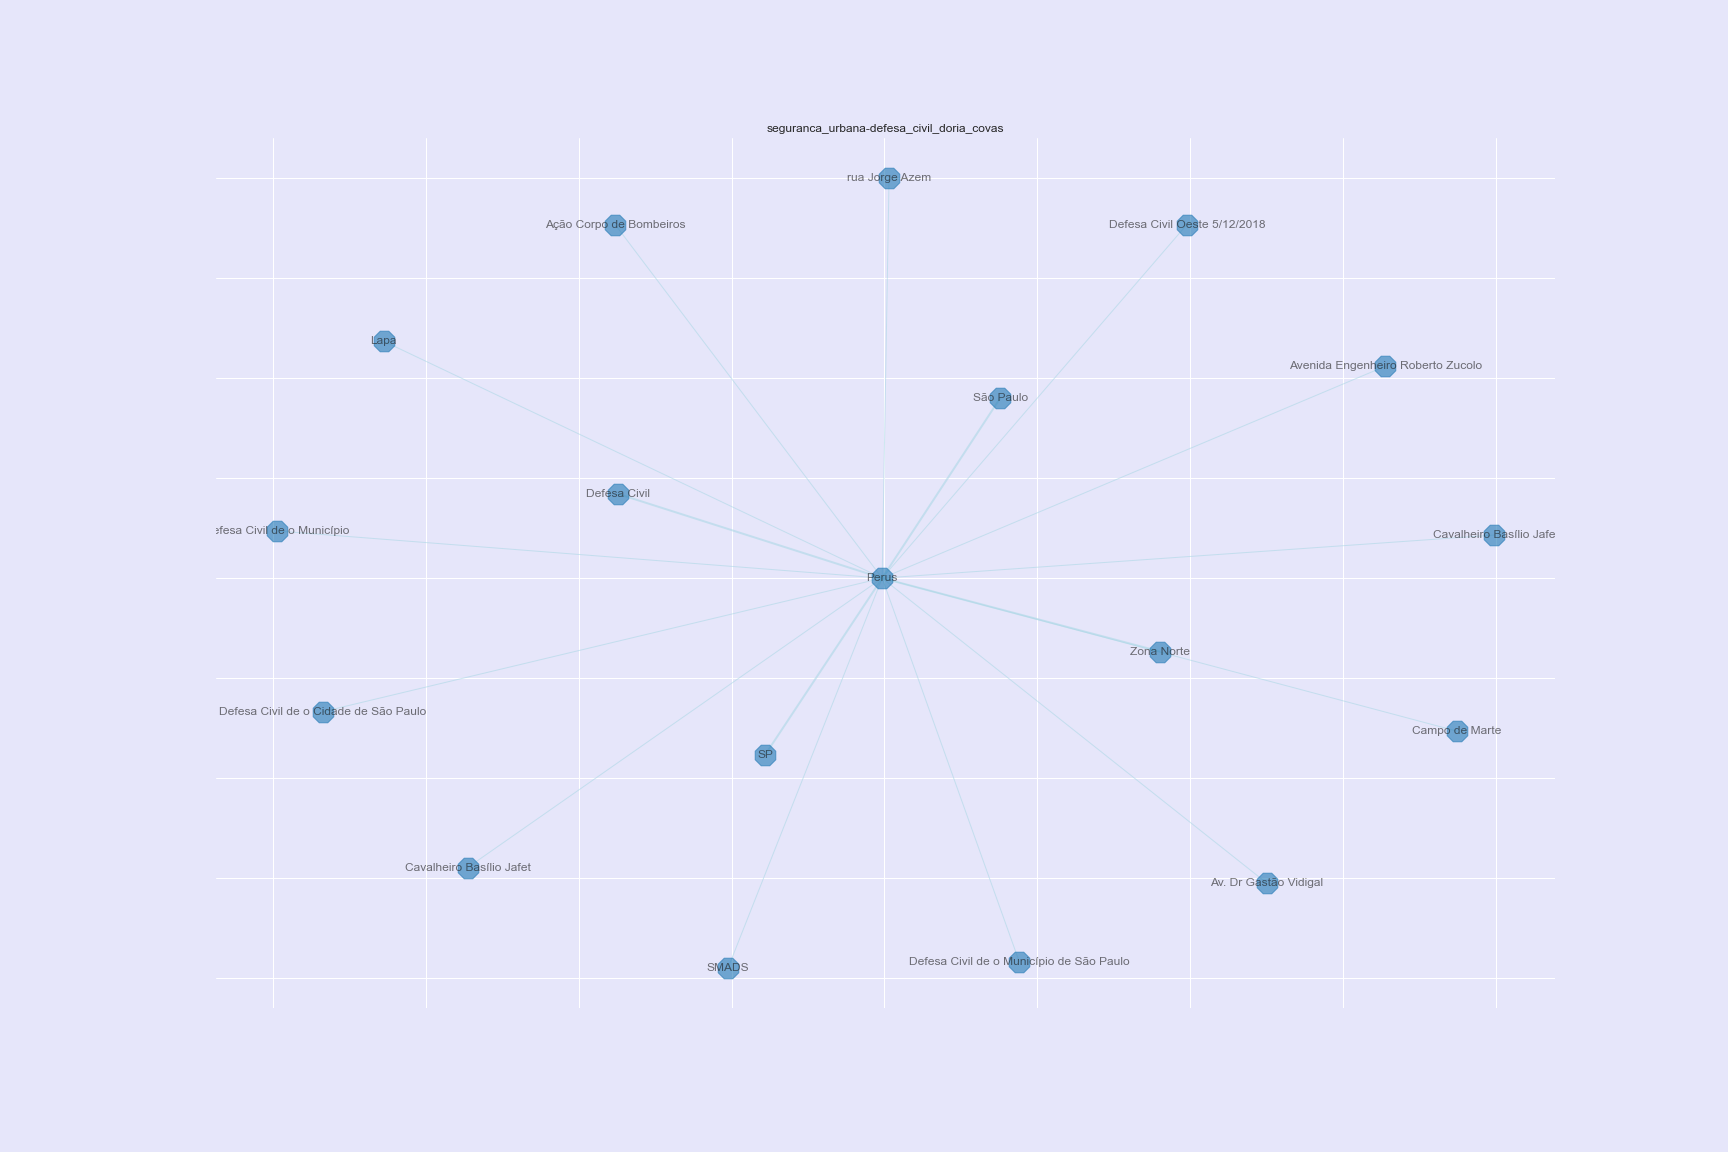 seguranca_urbana-defesa_civil_doria_covas
rua Jorge Azem
Ação Corpo de Bombeiros
Defesa Civil Oeste 5/12/2018
Lapa
Avenida Engenheiro Roberto Zucolo
São Paulo
Defesa Civil
efesa Civil de o Município
Cavalheiro Basílio Jafe
Perus
Zona Norte
Defesa Civil de o Cidade de São Paulo
Campo de Marte
SP
Cavalheiro Basílio Jafet
Av. Dr Gastão Vidigal
SMADS
Defesa Civil de o Município de São Paulo